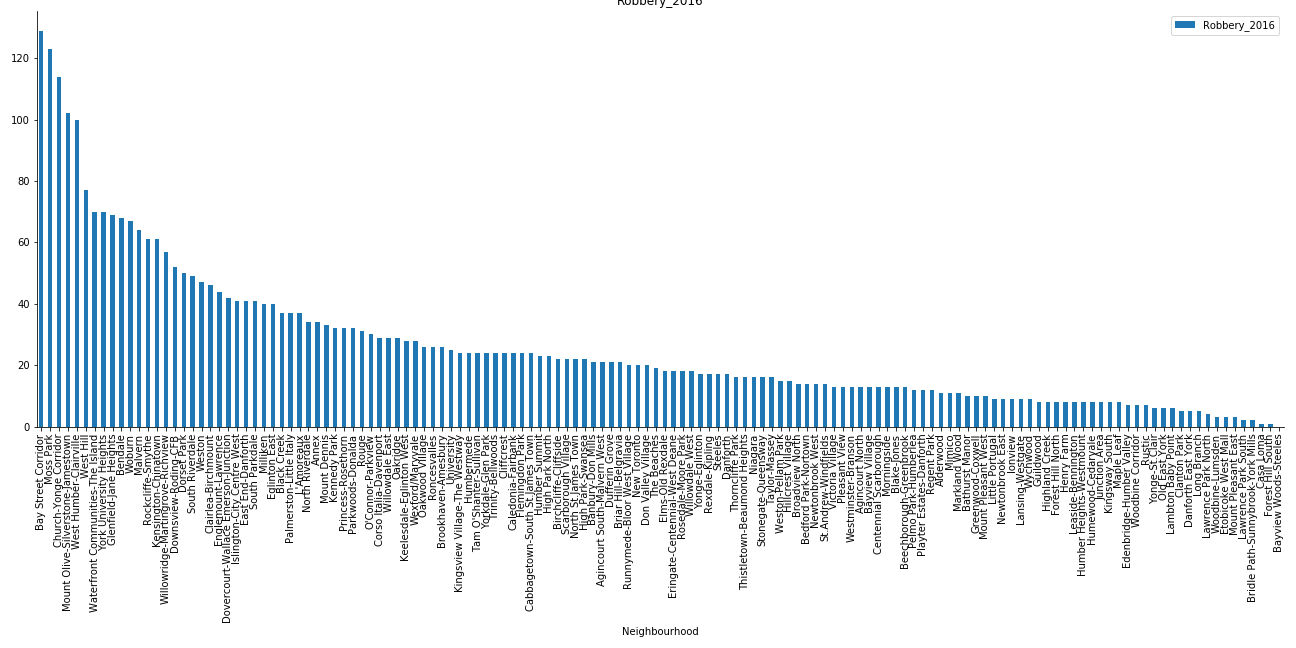 Robbery_2016
Robbery_2016
120
100
80
60
40
20
0
Bay Street Corridor
Moss Park
Church-Yonge Corridor
Mount Olive-Silverstone-Jamestown
West Humber-Clairville
West Hill
Waterfront Communities-The Island
York University Heights
Glenfield-Jane Heights
Bendale
Woburn
Malvern
Rockcliffe-Smythe
Kensington-Chinatown
Willowridge-Martingrove-Richview
Downsview-Roding-CFB
Dorset Park
South Riverdale
Weston
Clairlea-Birchmount
Englemount-Lawrence
Dovercourt-Wallace Emerson-Junction
Islington-City Centre West
East End-Danforth
South Parkdale
Milliken
Eglinton East
Black Creek
Palmerston-Little Italy
L'Amoreaux
North Riverdale
Annex
Mount Dennis
Kennedy Park
Princess-Rosethorn
Parkwoods-Donalda
Rouge
O'Connor-Parkview
Corso Italia-Davenport
Willowdale East
Oakridge
Keelesdale-Eglinton West
Wexford/Maryvale
Oakwood Village
Roncesvalles
Brookhaven-Amesbury
University
Kingsview Village-The Westway
Humbermede
Tam O'Shanter-Sullivan
Yorkdale-Glen Park
Trinity-Bellwoods
Cliffcrest
Caledonia-Fairbank
Flemingdon Park
Cabbagetown-South St.James Town
Humber Summit
High Park North
Birchcliffe-Cliffside
Scarborough Village
North St.James Town
High Park-Swansea
Banbury-Don Mills
Agincourt South-Malvern West
Dufferin Grove
Briar Hill-Belgravia
Runnymede-Bloor West Village
New Toronto
Don Valley Village
The Beaches
Elms-Old Rexdale
Eringate-Centennial-West Deane
Rosedale-Moore Park
Willowdale West
Yonge-Eglinton
Rexdale-Kipling
Steeles
Danforth
Thorncliffe Park
Thistletown-Beaumond Heights
Niagara
Stonegate-Queensway
Taylor-Massey
Weston-Pellam Park
Hillcrest Village
Broadview North
Bedford Park-Nortown
Newtonbrook West
St.Andrew-Windfields
Victoria Village
Pleasant View
Westminster-Branson
Agincourt North
Bayview Village
Centennial Scarborough
Morningside
Blake-Jones
Beechborough-Greenbrook
Pelmo Park-Humberlea
Playter Estates-Danforth
Regent Park
Alderwood
Mimico
Markland Wood
Bathurst Manor
Greenwood-Coxwell
Mount Pleasant West
Little Portugal
Newtonbrook East
Ionview
Lansing-Westgate
Wychwood
Guildwood
Highland Creek
Forest Hill North
Henry Farm
Leaside-Bennington
Humber Heights-Westmount
Humewood-Cedarvale
Junction Area
Kingsway South
Maple Leaf
Edenbridge-Humber Valley
Woodbine Corridor
Rustic
Yonge-St.Clair
Old East York
Lambton Baby Point
Clanton Park
Danforth East York
Long Branch
Lawrence Park North
Woodbine-Lumsden
Etobicoke West Mall
Mount Pleasant East
Lawrence Park South
Bridle Path-Sunnybrook-York Mills
Casa Loma
Forest Hill South
Bayview Woods-Steeles
Neighbourhood